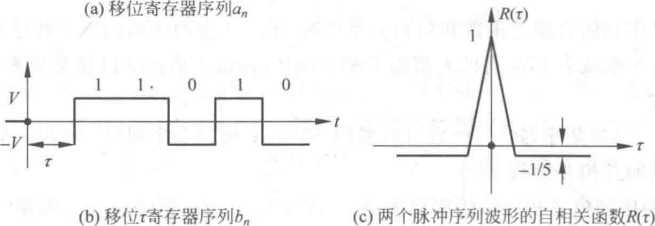 (a) 移位寄存器序列aₙ
R(τ)
1
1 1. 0 1 0
V
t
-V
τ
τ
-1/5
(b) 移位τ寄存器序列bₙ
(c) 两个脉冲序列波形的自相关函数R(τ)